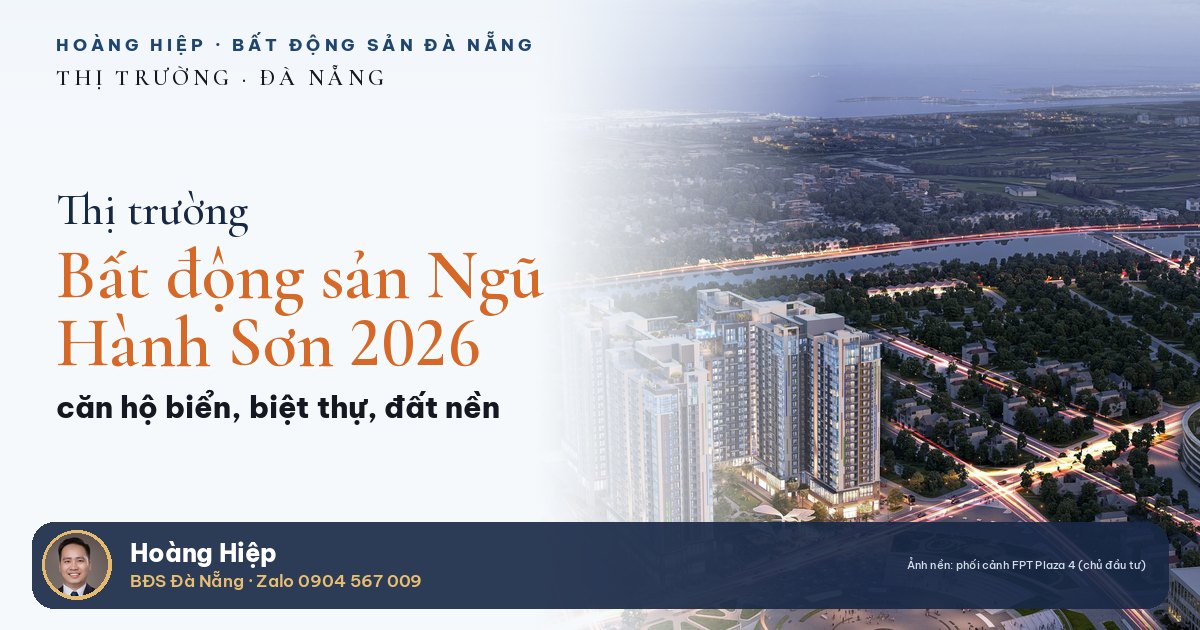 HOÀNG HIỆP · BẤT ĐỘNG SẢN ĐÀ NẴNG
THỊ TRƯỜNG · ĐÀ NẴNG
Thị trường
Bất động sản Ngũ
Hành Sơn 2026
căn hộ biển, biệt thự, đất nền
Hoàng Hiệp
BĐS Đà Nẵng · Zalo 0904 567 009
Ảnh nền: phối cảnh FPT Plaza 4 (chủ đầu tư)